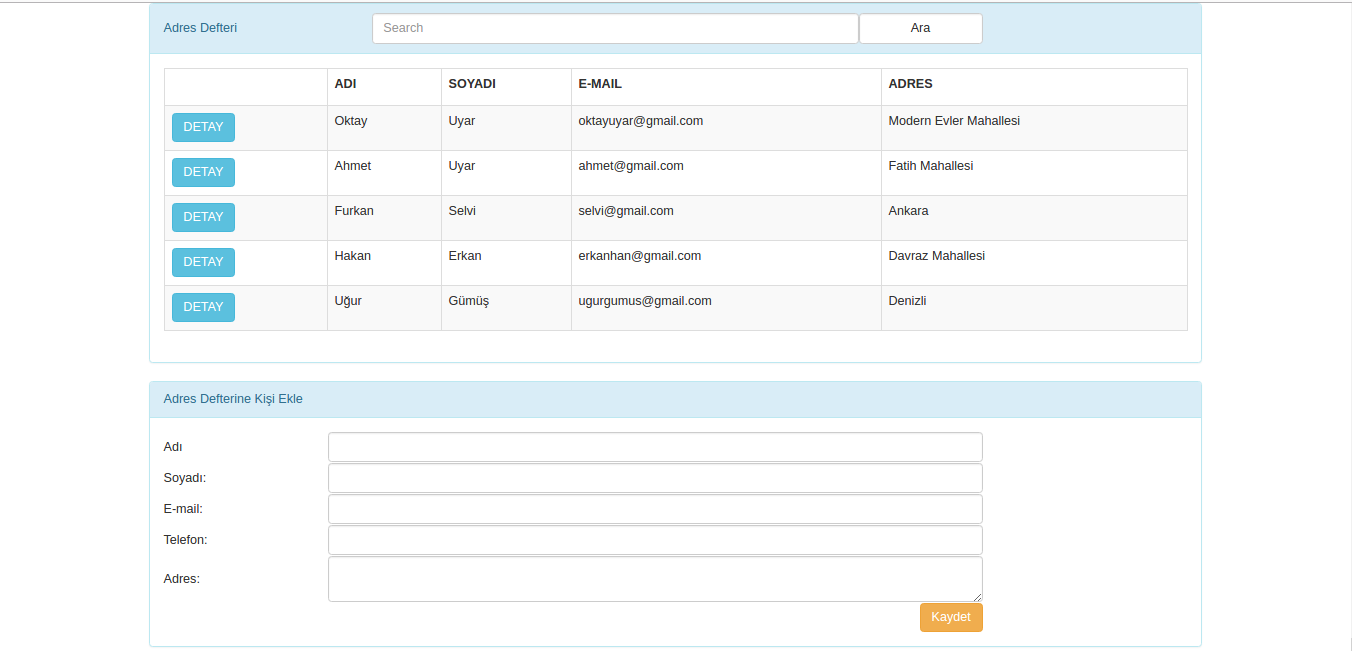 Adres Defteri Search Ara
ADI SOYADI E-MAIL ADRES
DETAY Oktay Uyar oktayuyar@gmail.com Modern Evler Mahallesi
DETAY Ahmet Uyar ahmet@gmail.com Fatih Mahallesi
DETAY Furkan Selvi selvi@gmail.com Ankara
DETAY Hakan Erkan erkanhan@gmail.com Davraz Mahallesi
DETAY Uğur Gümüş ugurgumus@gmail.com Denizli
Adres Defterine Kişi Ekle
Adı
Soyadı:
E-mail:
Telefon:
Adres:
Kaydet